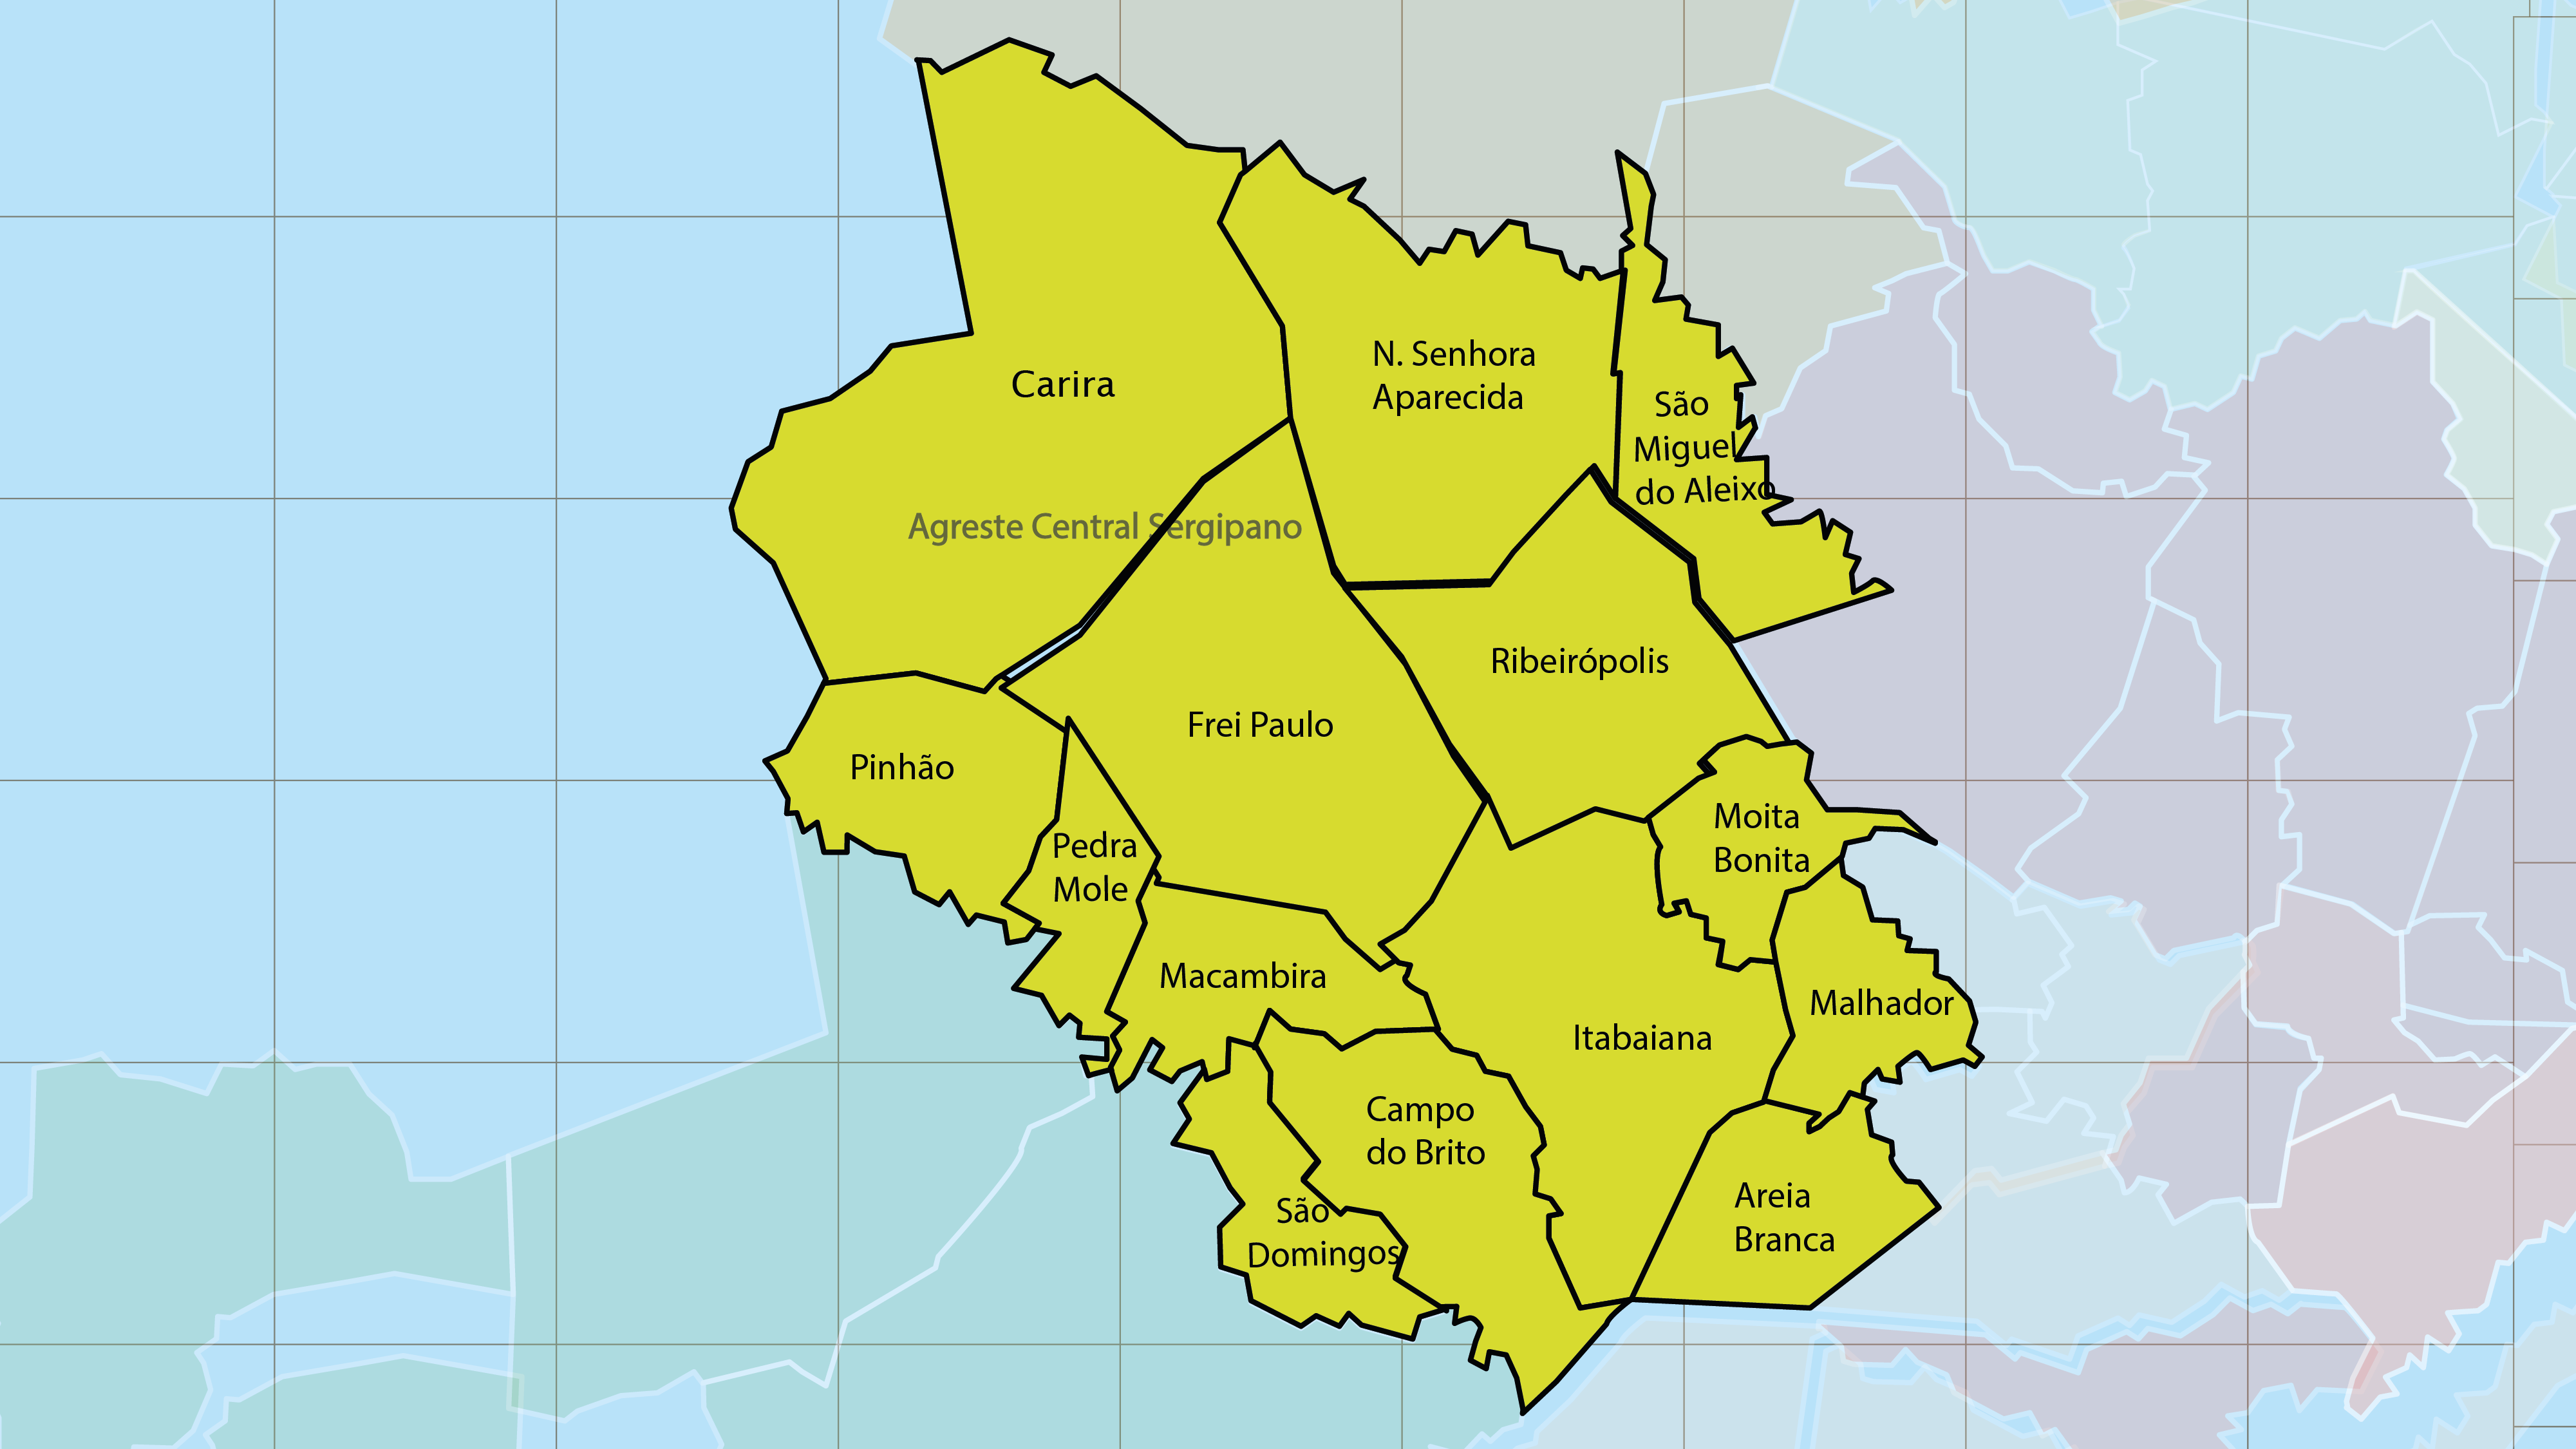 Carira
N. Senhora
Aparecida
São
Miguel
do Aleixo
Agreste Central Sergipano
Ribeirópolis
Frei Paulo
Pinhão
Pedra
Mole
Moita
Bonita
Macambira
Malhador
Itabaiana
Campo
do Brito
São
Domingos
Areia
Branca